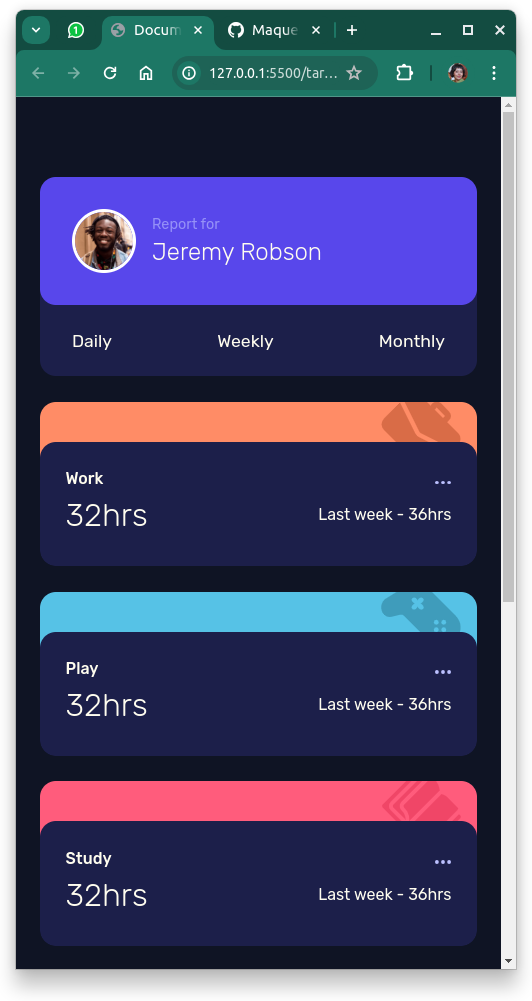 1
Docum
Maque
127.0.0.1:5500/tar...
Report for
Jeremy Robson
Daily Weekly Monthly
Work
32hrs
Last week - 36hrs
Play
32hrs
Last week - 36hrs
Study
32hrs
Last week - 36hrs